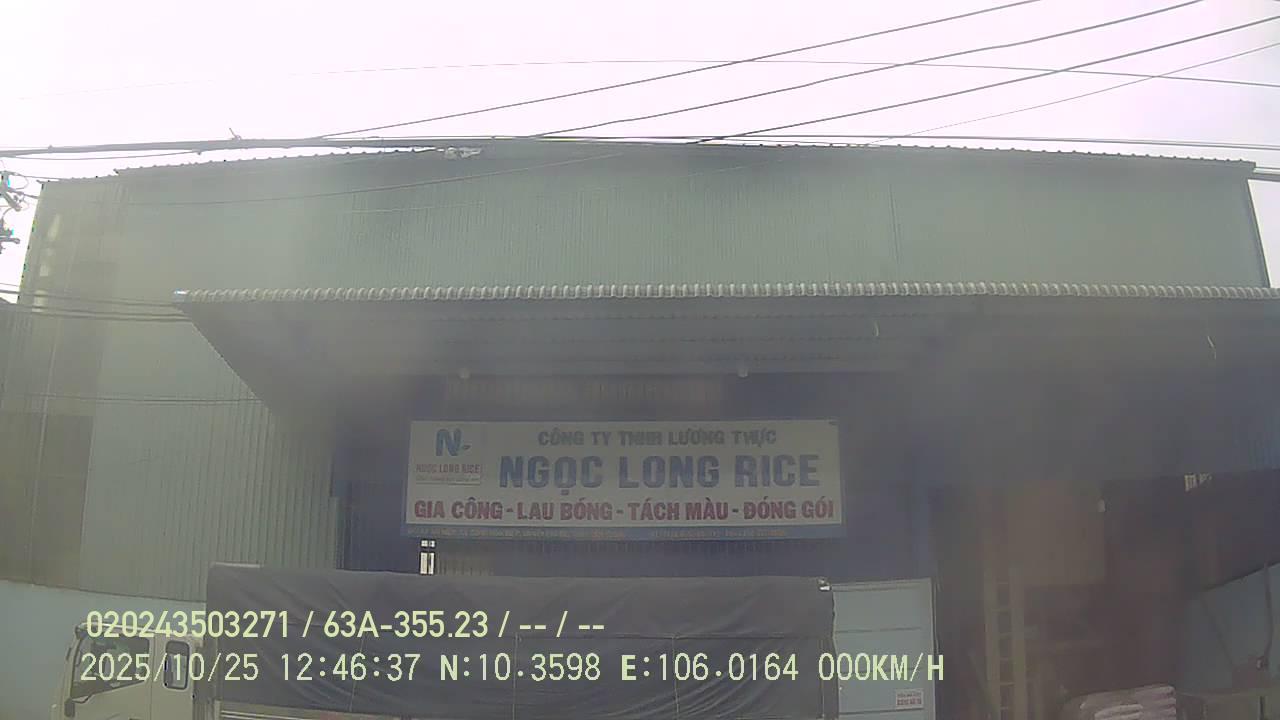 CÔNG TY TNHH LƯƠNG THỰC
NGỌC LONG RICE
NGỌC LONG RICE
GIA CÔNG - LAU BÓNG - TÁCH MÀU - ĐÓNG GÓI
020243503271 / 63A-355.23 / -- / --
2025/10/25 12:46:37 N:10.3598 E:106.0164 000KM/H